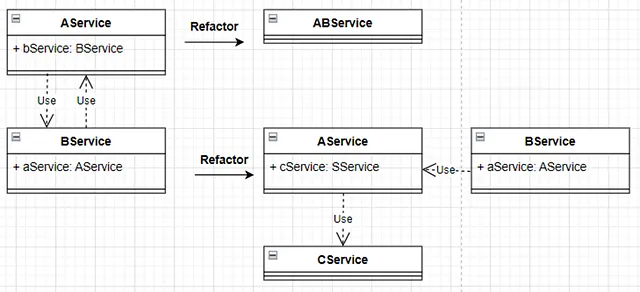 AService
+ bService: BService
Refactor
ABService
Use
Use
BService
+ aService: AService
Refactor
AService
+ cService: SService
Use
BService
+ aService: AService
Use
CService